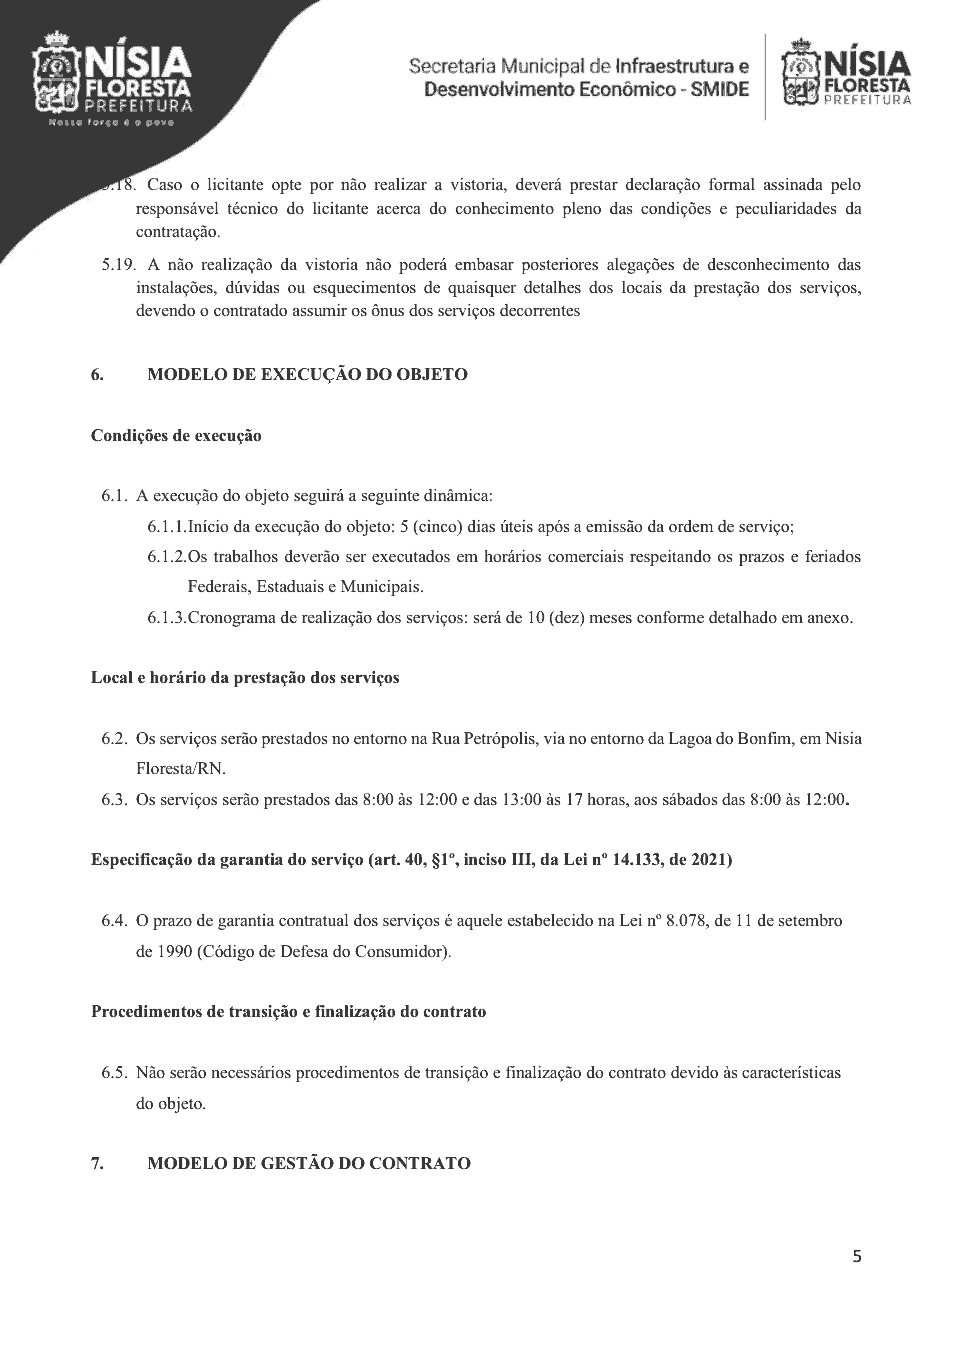 NÍSIA
FLORESTA
PREFEITURA
Nossa força é o povo
Secretaria Municipal de Infraestrutura e
Desenvolvimento Econômico - SMIDE
NÍSIA
FLORESTA
PREFEITURA
5.18. Caso o licitante opte por não realizar a vistoria, deverá prestar declaração formal assinada pelo
responsável técnico do licitante acerca do conhecimento pleno das condições e peculiaridades da
contratação.
5.19. A não realização da vistoria não poderá embasar posteriores alegações de desconhecimento das
instalações, dúvidas ou esquecimentos de quaisquer detalhes dos locais da prestação dos serviços,
devendo o contratado assumir os ônus dos serviços decorrentes
6. MODELO DE EXECUÇÃO DO OBJETO
Condições de execução
6.1. A execução do objeto seguirá a seguinte dinâmica:
6.1.1.Início da execução do objeto: 5 (cinco) dias úteis após a emissão da ordem de serviço;
6.1.2.Os trabalhos deverão ser executados em horários comerciais respeitando os prazos e feriados
Federais, Estaduais e Municipais.
6.1.3.Cronograma de realização dos serviços: será de 10 (dez) meses conforme detalhado em anexo.
Local e horário da prestação dos serviços
6.2. Os serviços serão prestados no entorno na Rua Petrópolis, via no entorno da Lagoa do Bonfim, em Nisia
Floresta/RN.
6.3. Os serviços serão prestados das 8:00 às 12:00 e das 13:00 às 17 horas, aos sábados das 8:00 às 12:00.
Especificação da garantia do serviço (art. 40, §1º, inciso III, da Lei nº 14.133, de 2021)
6.4. O prazo de garantia contratual dos serviços é aquele estabelecido na Lei nº 8.078, de 11 de setembro
de 1990 (Código de Defesa do Consumidor).
Procedimentos de transição e finalização do contrato
6.5. Não serão necessários procedimentos de transição e finalização do contrato devido às características
do objeto.
7. MODELO DE GESTÃO DO CONTRATO
5